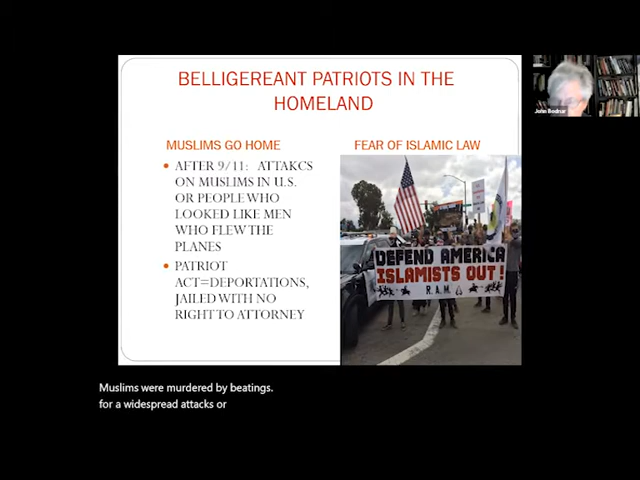 BELLIGEREANT PATRIOTS IN THE
HOMELAND
MUSLIMS GO HOME
AFTER 9/11: ATTAKCS
ON MUSLIMS IN U.S.
OR PEOPLE WHO
LOOKED LIKE MEN
WHO FLEW THE
PLANES
PATRIOT
ACT=DEPORTATIONS,
JAILED WITH NO
RIGHT TO ATTORNEY
FEAR OF ISLAMIC LAW
DEFEND AMERICA
ISLAMISTS OUT!
R.A.M.
John Bodnar
Muslims were murdered by beatings.
for a widespread attacks or